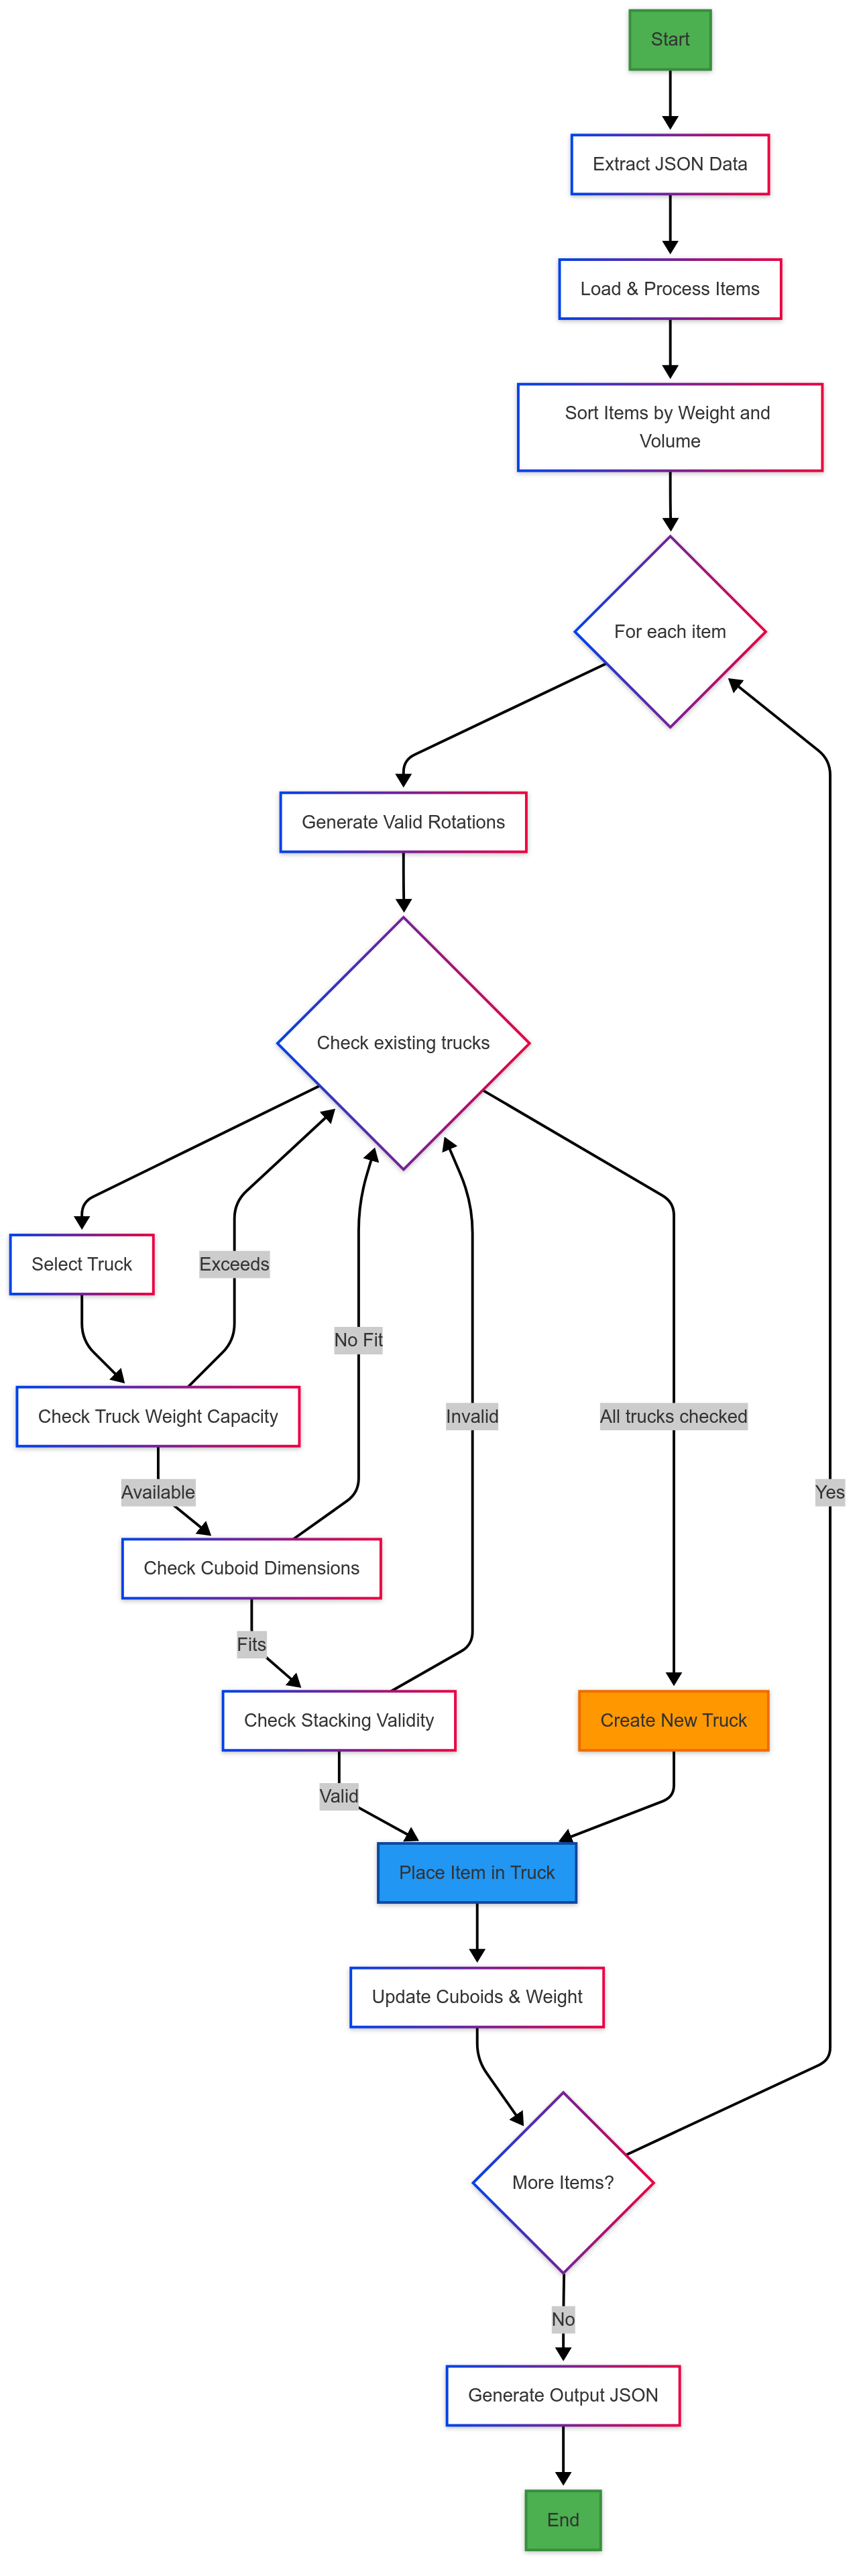 Start
Extract JSON Data
Load & Process Items
Sort Items by Weight and
Volume
For each item
Generate Valid Rotations
Check existing trucks
Select Truck
Exceeds
No Fit
Check Truck Weight Capacity
Invalid
All trucks checked
Available
Yes
Check Cuboid Dimensions
Fits
Check Stacking Validity
Create New Truck
Valid
Place Item in Truck
Update Cuboids & Weight
More Items?
No
Generate Output JSON
End